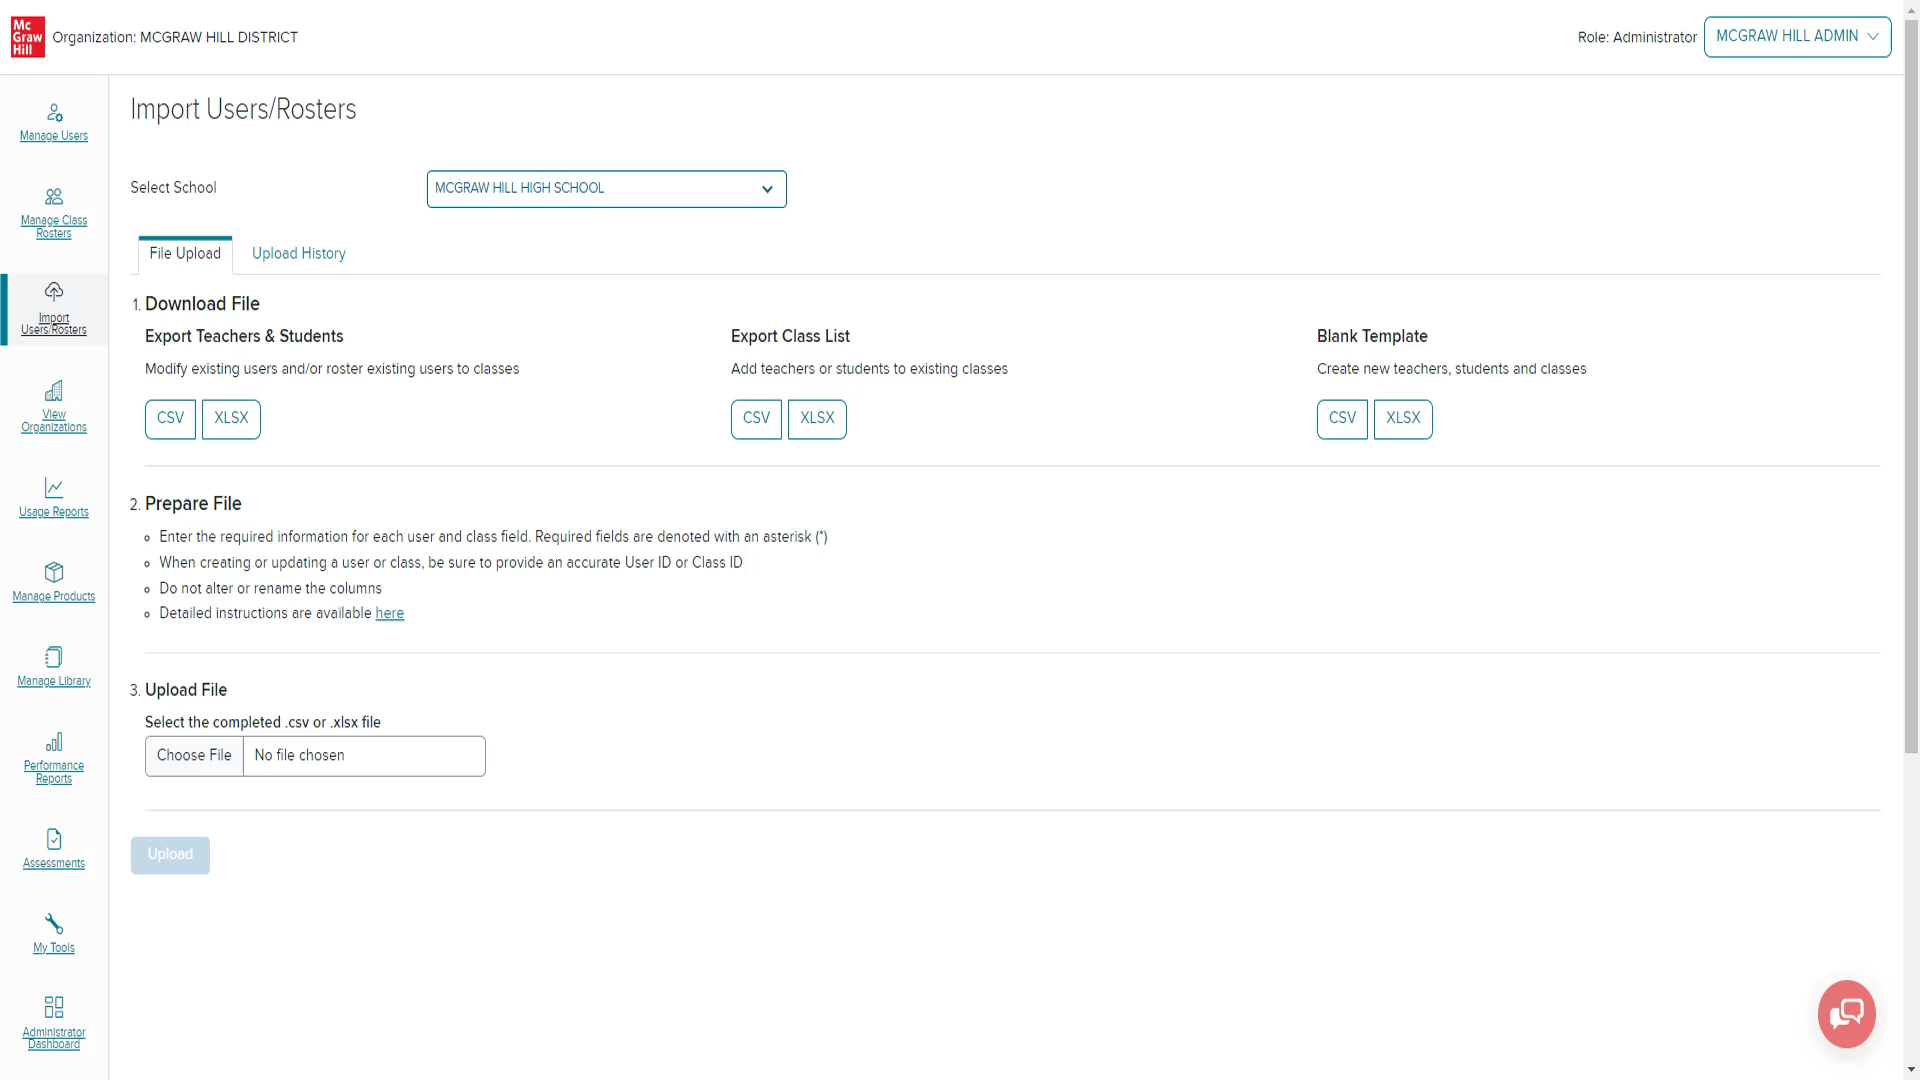 Mc
Graw
Hill
Organization: MCGRAW HILL DISTRICT
Role: Administrator
MCGRAW HILL ADMIN
Manage Users
Manage Class
Rosters
Import
Users/Rosters
View
Organizations
Usage Reports
Manage Products
Manage Library
Performance
Reports
Assessments
My Tools
Administrator
Dashboard
Import Users/Rosters
Select School
MCGRAW HILL HIGH SCHOOL
File Upload
Upload History
1. Download File
Export Teachers & Students
Modify existing users and/or roster existing users to classes
CSV
XLSX
Export Class List
Add teachers or students to existing classes
CSV
XLSX
Blank Template
Create new teachers, students and classes
CSV
XLSX
2. Prepare File
Enter the required information for each user and class field. Required fields are denoted with an asterisk (*)
When creating or updating a user or class, be sure to provide an accurate User ID or Class ID
Do not alter or rename the columns
Detailed instructions are available here
3. Upload File
Select the completed .csv or .xlsx file
Choose File
No file chosen
Upload